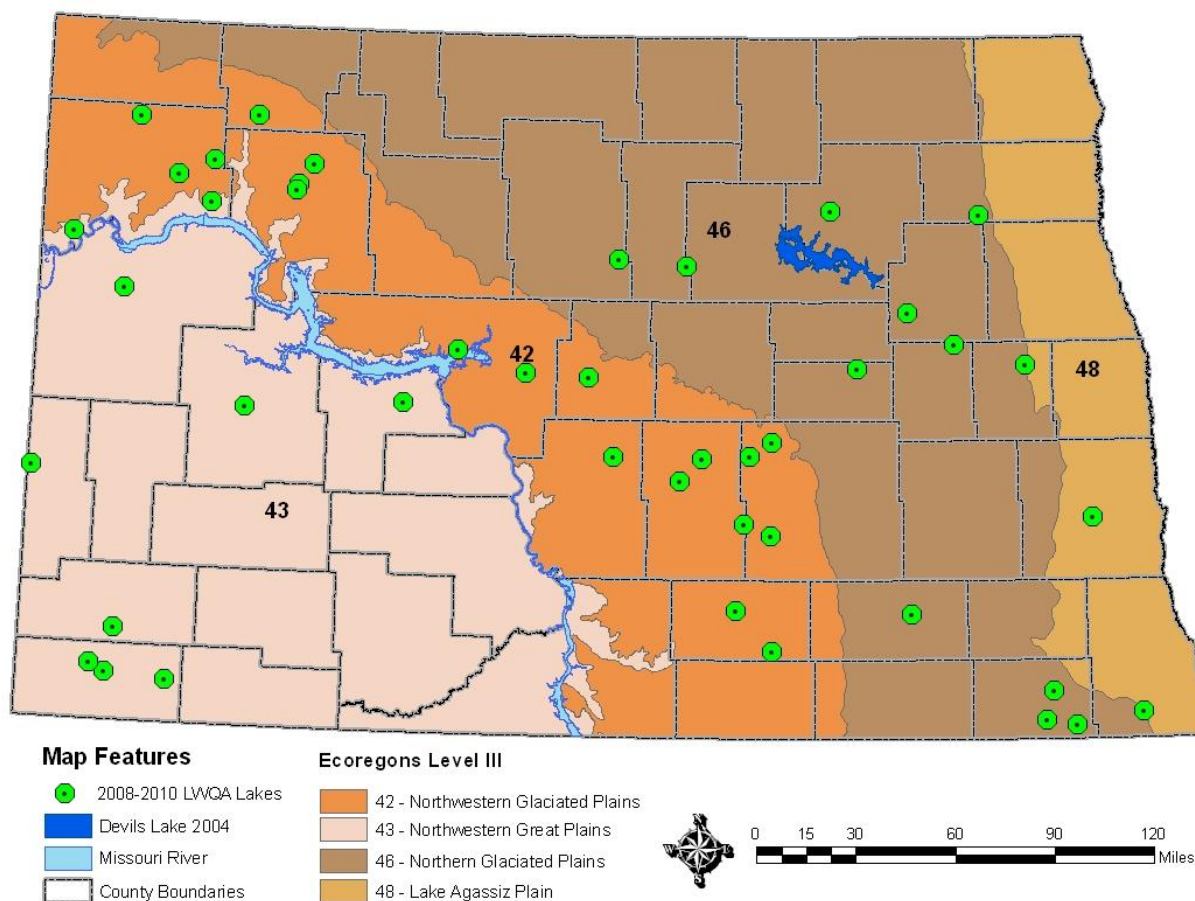 46
42
48
43
Map Features
2008-2010 LWQA Lakes
Devils Lake 2004
Missouri River
County Boundaries
Ecoregons Level III
42 - Northwestern Glaciated Plains
43 - Northwestern Great Plains
46 - Northern Glaciated Plains
48 - Lake Agassiz Plain
N
W E
S
0 15 30 60 90 120
Miles